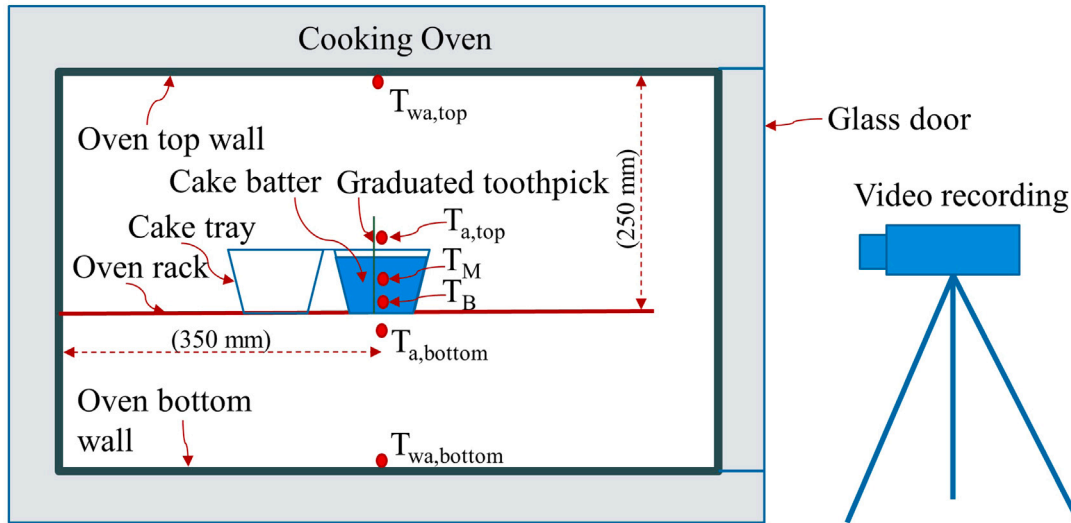 Cooking Oven
T_wa,top
Oven top wall
Glass door
(250 mm)
Cake batter
Graduated toothpick
Video recording
Cake tray
T_a,top
Oven rack
T_M
T_B
(350 mm)
T_a,bottom
Oven bottom
wall
T_wa,bottom